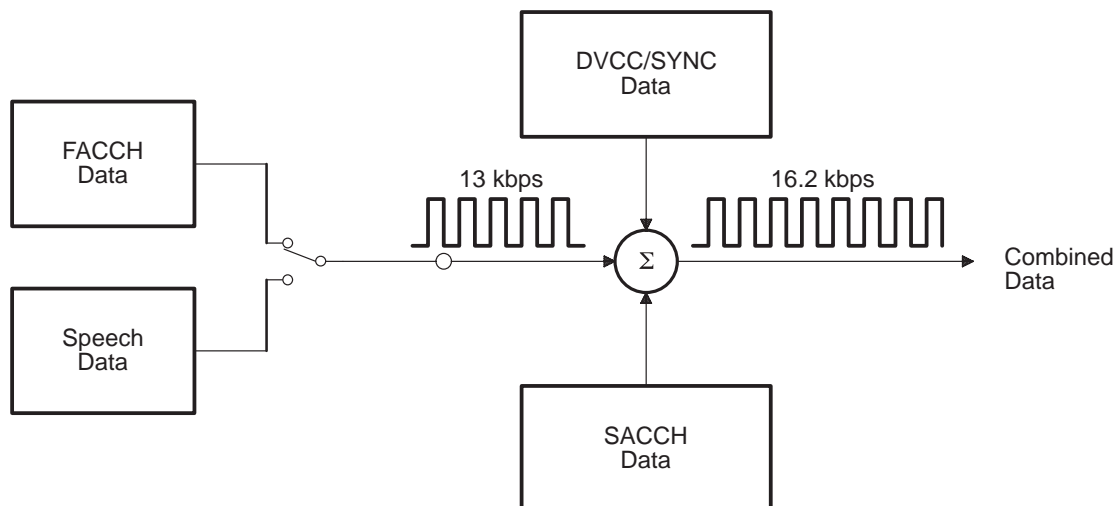 DVCC/SYNC
Data
FACCH
Data
13 kbps
16.2 kbps
Σ
Combined
Data
Speech
Data
SACCH
Data